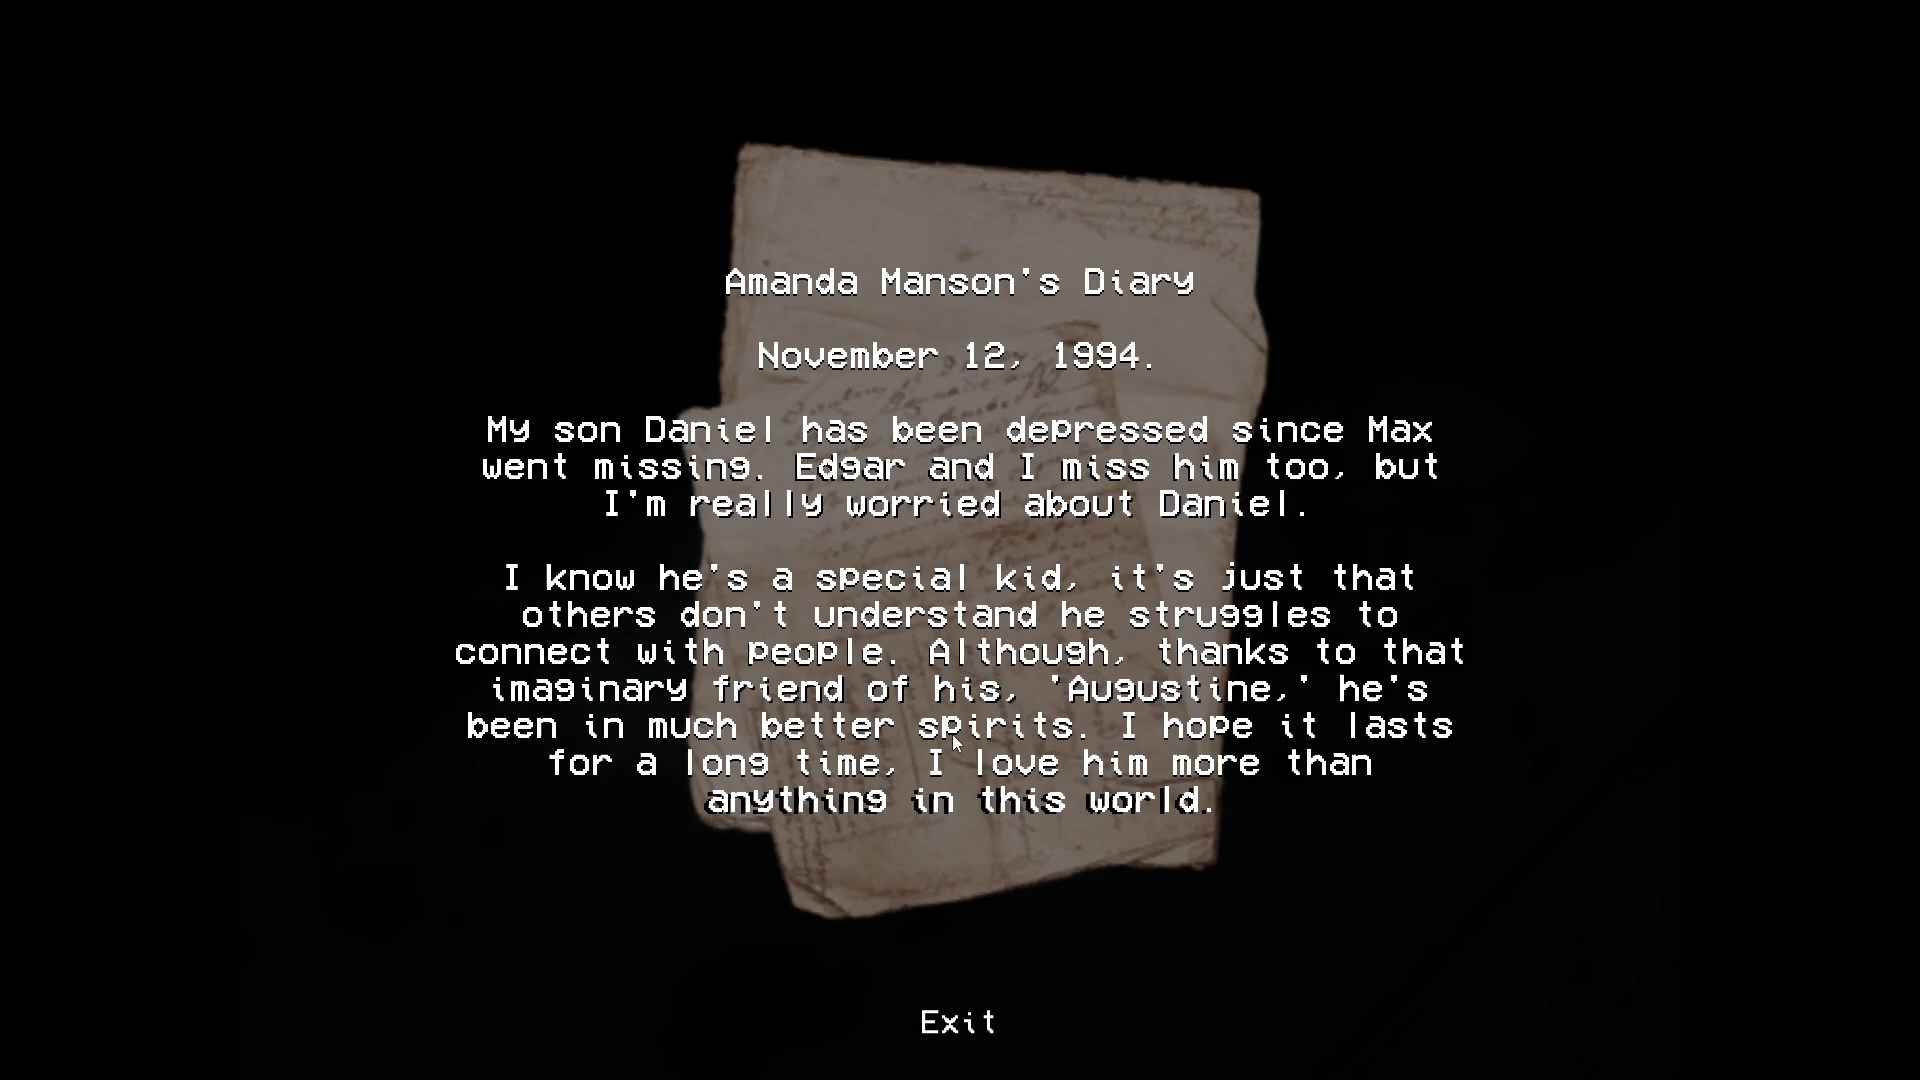 Amanda Manson's Diary
November 12, 1994.
My son Daniel has been depressed since Max
went missing. Edgar and I miss him too, but
I'm really worried about Daniel.
I know he's a special kid, it's just that
others don't understand he struggles to
connect with people. Although, thanks to that
imaginary friend of his, 'Augustine,' he's
been in much better spirits. I hope it lasts
for a long time, I love him more than
anything in this world.
Exit